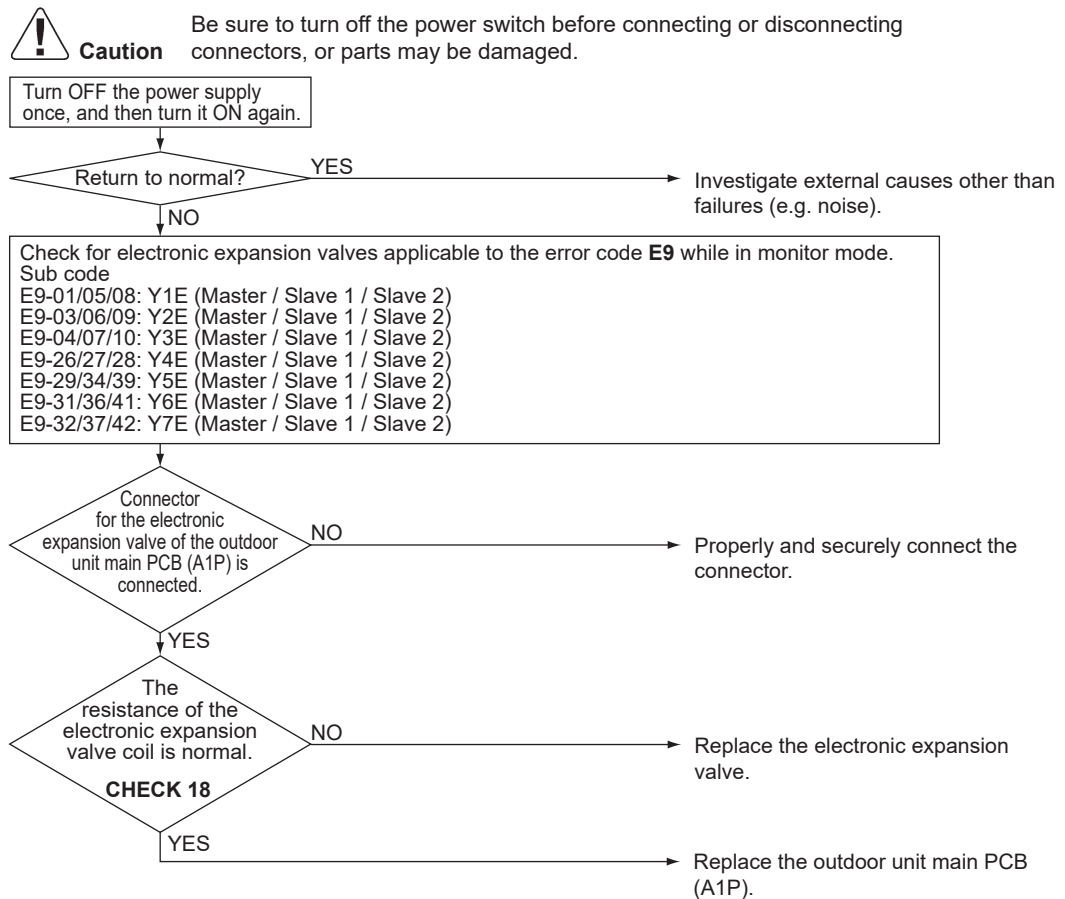 Be sure to turn off the power switch before connecting or disconnecting
Caution connectors, or parts may be damaged.
Turn OFF the power supply
once, and then turn it ON again.
Return to normal?
YES
Investigate external causes other than
failures (e.g. noise).
NO
Check for electronic expansion valves applicable to the error code E9 while in monitor mode.
Sub code
E9-01/05/08: Y1E (Master / Slave 1 / Slave 2)
E9-03/06/09: Y2E (Master / Slave 1 / Slave 2)
E9-04/07/10: Y3E (Master / Slave 1 / Slave 2)
E9-26/27/28: Y4E (Master / Slave 1 / Slave 2)
E9-29/34/39: Y5E (Master / Slave 1 / Slave 2)
E9-31/36/41: Y6E (Master / Slave 1 / Slave 2)
E9-32/37/42: Y7E (Master / Slave 1 / Slave 2)
Connector
for the electronic
expansion valve of the outdoor
unit main PCB (A1P) is
connected.
NO
Properly and securely connect the
connector.
YES
The
resistance of the
electronic expansion
valve coil is normal.
CHECK 18
NO
Replace the electronic expansion
valve.
YES
Replace the outdoor unit main PCB
(A1P).